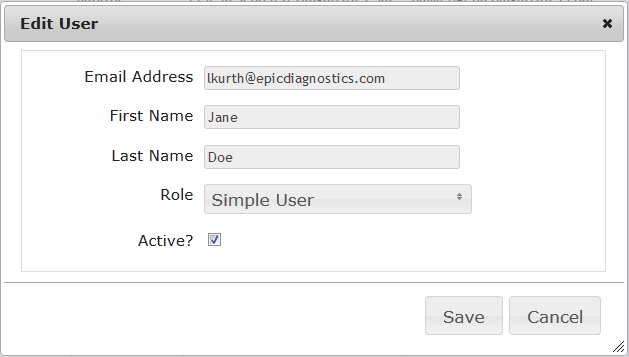 Edit User
Email Address lkurth@epicdiagnostics.com
First Name Jane
Last Name Doe
Role Simple User
Active?
Save Cancel